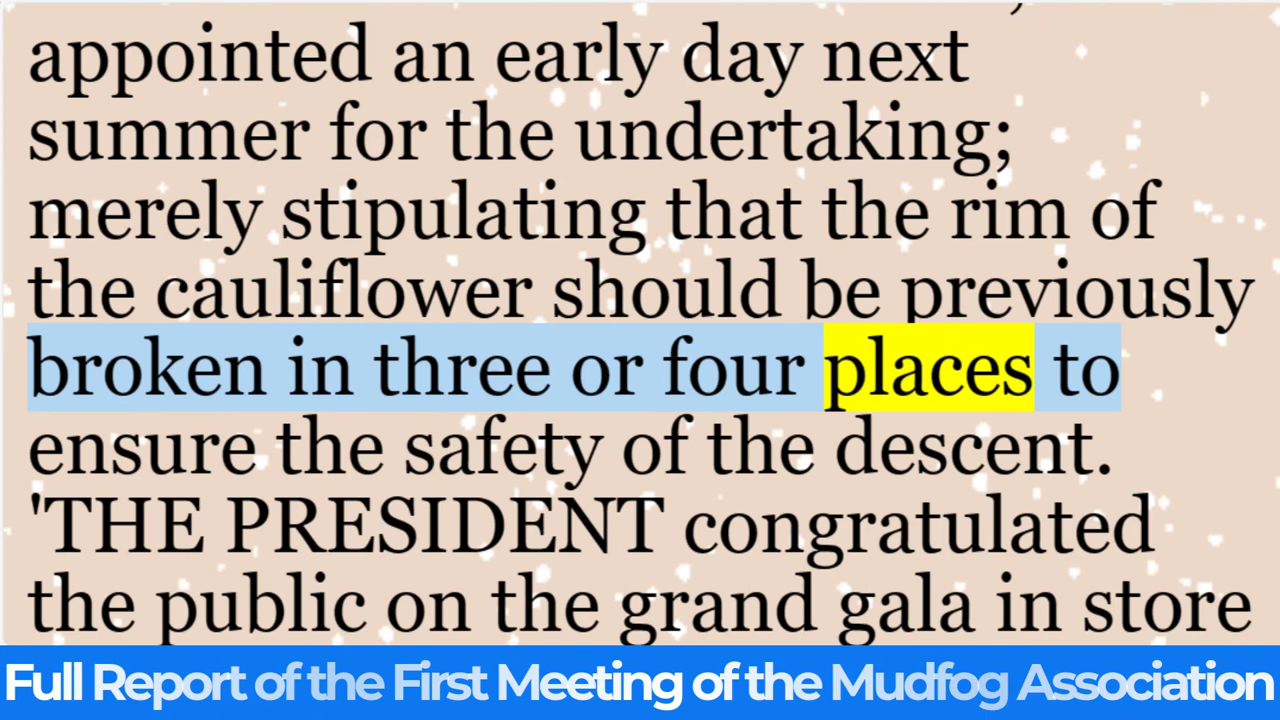 appointed an early day next
summer for the undertaking;
merely stipulating that the rim of
the cauliflower should be previously
broken in three or four places to
ensure the safety of the descent.
'THE PRESIDENT congratulated
the public on the grand gala in store
Full Report of the First Meeting of the Mudfog Association